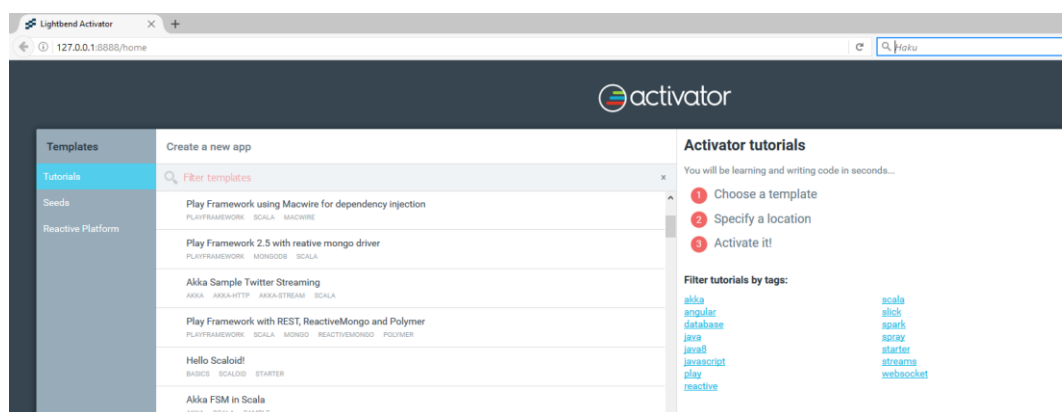 Lightbend Activator
127.0.0.1:8888/home
Haku
activator
Templates
Tutorials
Seeds
Reactive Platform
Create a new app
Filter templates
Play Framework using Macwire for dependency injection
PLAYFRAMEWORK SCALA MACWIRE
Play Framework 2.5 with reative mongo driver
PLAYFRAMEWORK MONGODB SCALA
Akka Sample Twitter Streaming
AKKA AKKA-HTTP AKKA-STREAM SCALA
Play Framework with REST, ReactiveMongo and Polymer
PLAYFRAMEWORK SCALA MONGO REACTIVEMONGO POLYMER
Hello Scaloid!
BASICS SCALOID STARTER
Akka FSM in Scala
Activator tutorials
You will be learning and writing code in seconds...
1 Choose a template
2 Specify a location
3 Activate it!
Filter tutorials by tags:
akka
angular
database
java
java8
javascript
play
reactive
scala
slick
spark
spray
starter
streams
websocket